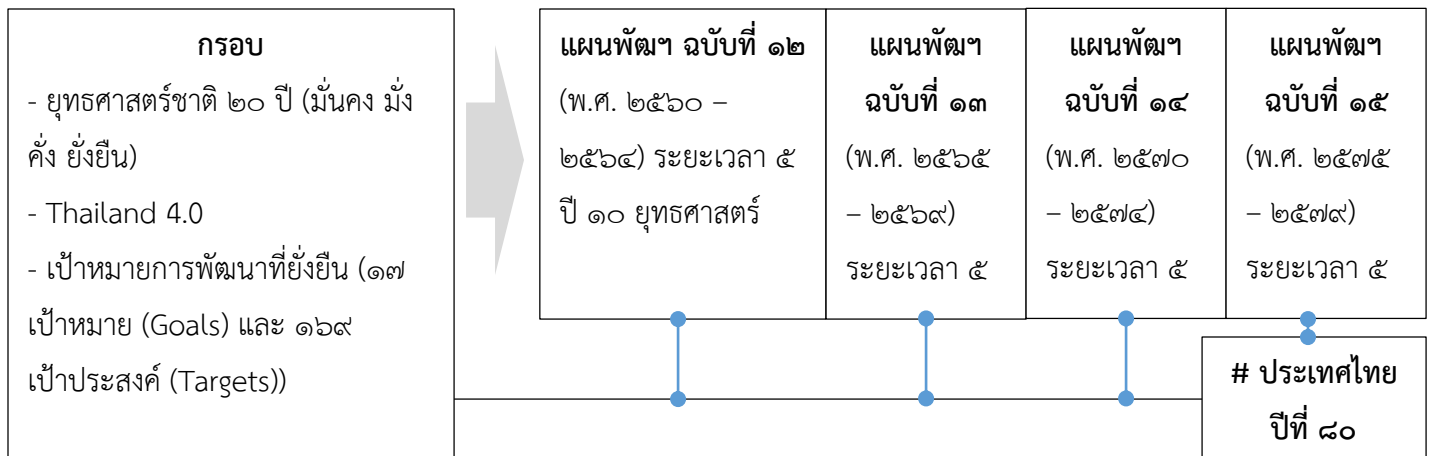 กรอบ
- ยุทธศาสตร์ชาติ ๒๐ ปี (มั่นคง มั่ง
คั่ง ยั่งยืน)
- Thailand 4.0
- เป้าหมายการพัฒนาที่ยั่งยืน (๑๗
เป้าหมาย (Goals) และ ๑๖๙
เป้าประสงค์ (Targets))
แผนพัฒฯ ฉบับที่ ๑๒
(พ.ศ. ๒๕๖๐ –
๒๕๖๔) ระยะเวลา ๕
ปี ๑๐ ยุทธศาสตร์
แผนพัฒฯ
ฉบับที่ ๑๓
(พ.ศ. ๒๕๖๕
– ๒๕๖๙)
ระยะเวลา ๕
แผนพัฒฯ
ฉบับที่ ๑๔
(พ.ศ. ๒๕๗๐
– ๒๕๗๔)
ระยะเวลา ๕
แผนพัฒฯ
ฉบับที่ ๑๕
(พ.ศ. ๒๕๗๕
– ๒๕๗๙)
ระยะเวลา ๕
# ประเทศไทย
ปีที่ ๘๐